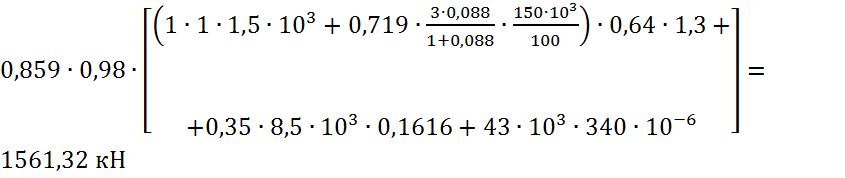 (1·1·1,5·10³ + 0,719·(3·0,088)/(1+0,088)·(150·10³)/100)·0,64·1,3 +
0,859·0,98·[ ] =
+0,35·8,5·10³·0,1616 + 43·10³·340·10⁻⁶
1561,32 кН